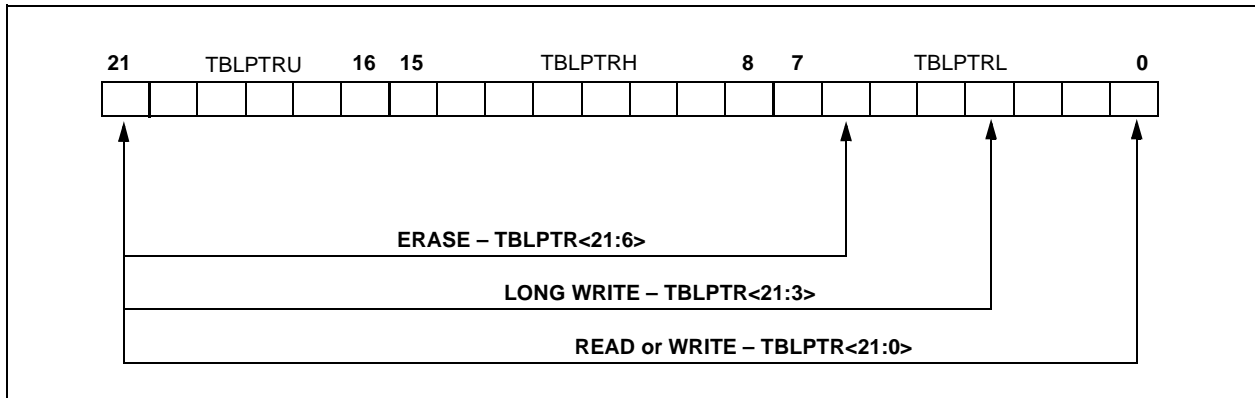 21 TBLPTRU 16 15 TBLPTRH 8 7 TBLPTRL 0
ERASE – TBLPTR<21:6>
LONG WRITE – TBLPTR<21:3>
READ or WRITE – TBLPTR<21:0>